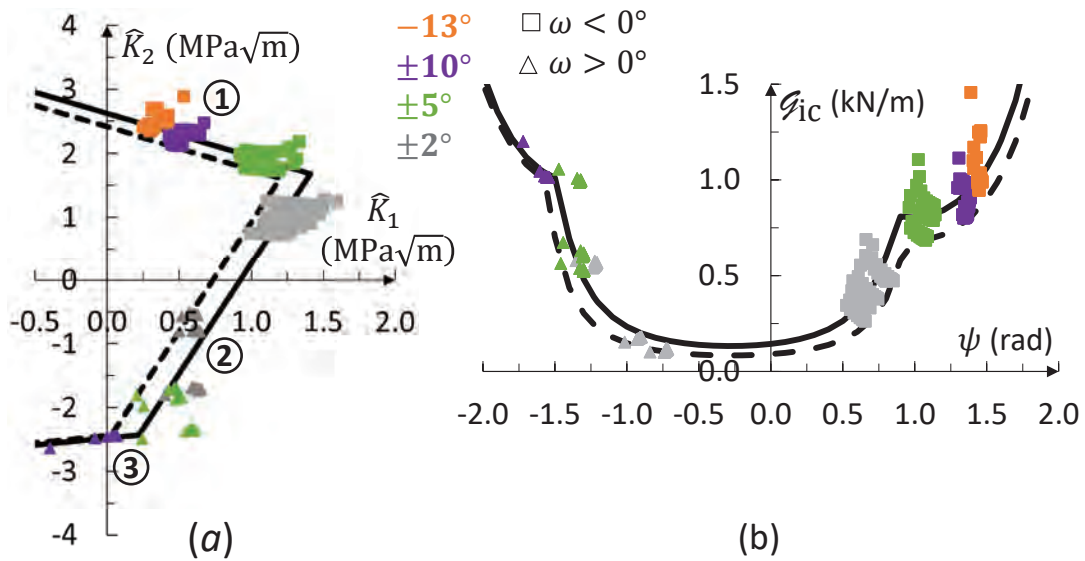 K̂₂ (MPa√m)
4
3
2
1
0
-1
-2
-3
-4
-0.5 0.0 0.5 1.0 1.5 2.0
K̂₁
(MPa√m)
①
②
③
(a)
−13°
±10°
±5°
±2°
□ ω < 0°
△ ω > 0°
𝒢ic (kN/m)
1.5
1.0
0.5
0.0
ψ (rad)
-2.0 -1.5 -1.0 -0.5 0.0 0.5 1.0 1.5 2.0
(b)